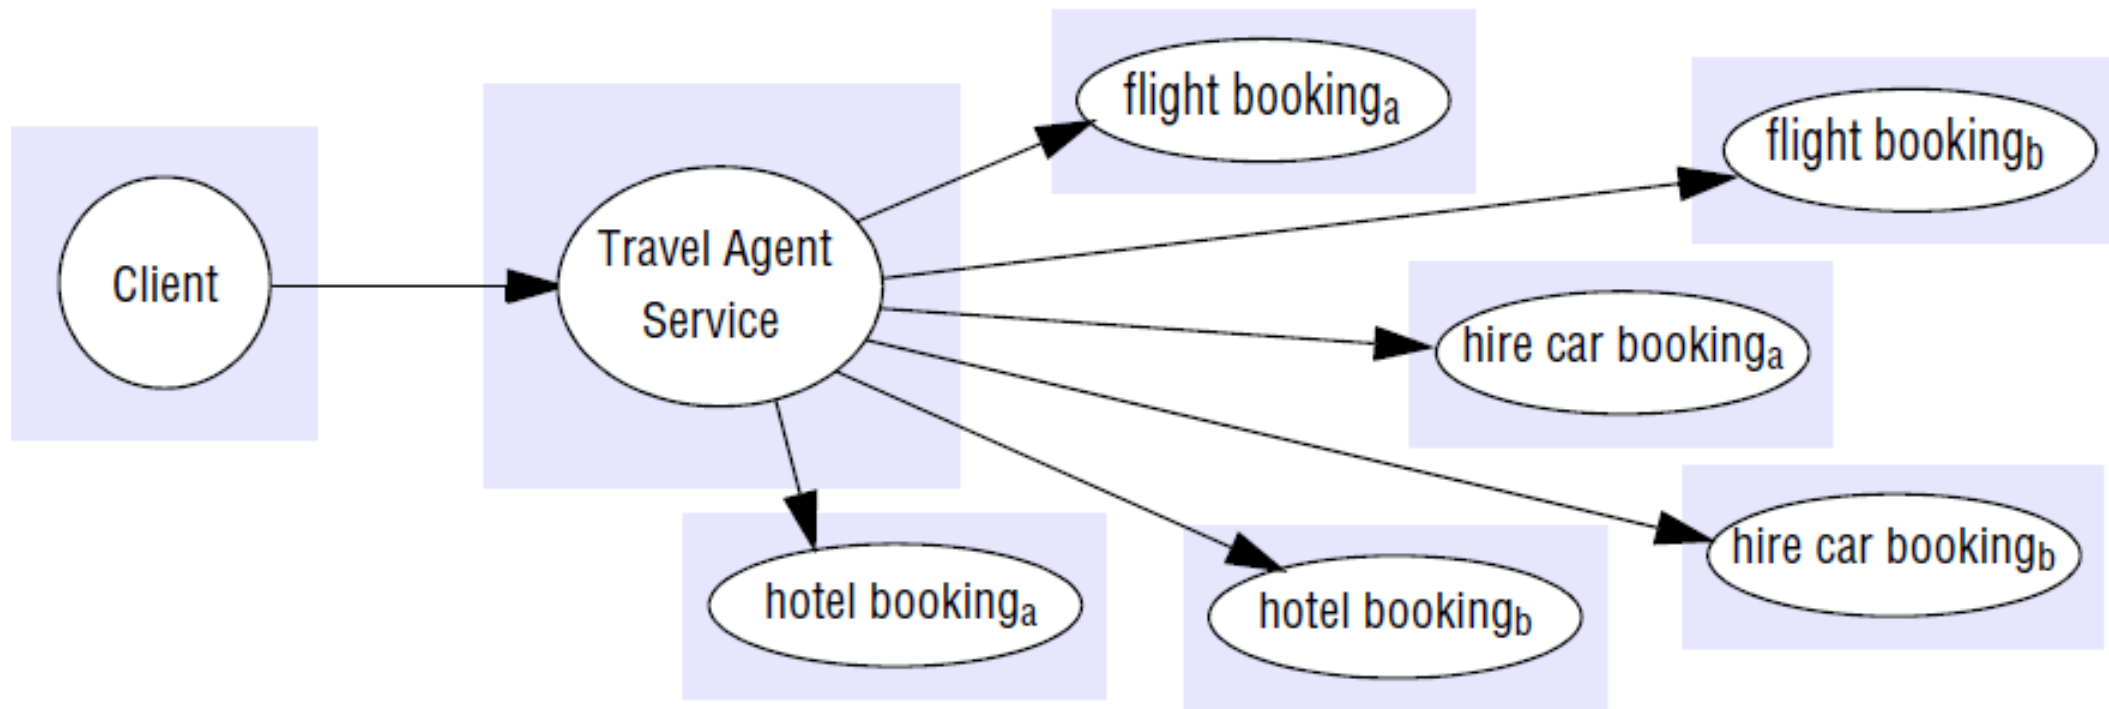 Client
Travel Agent
Service
flight bookinga
flight bookingb
hire car bookinga
hire car bookingb
hotel bookinga
hotel bookingb